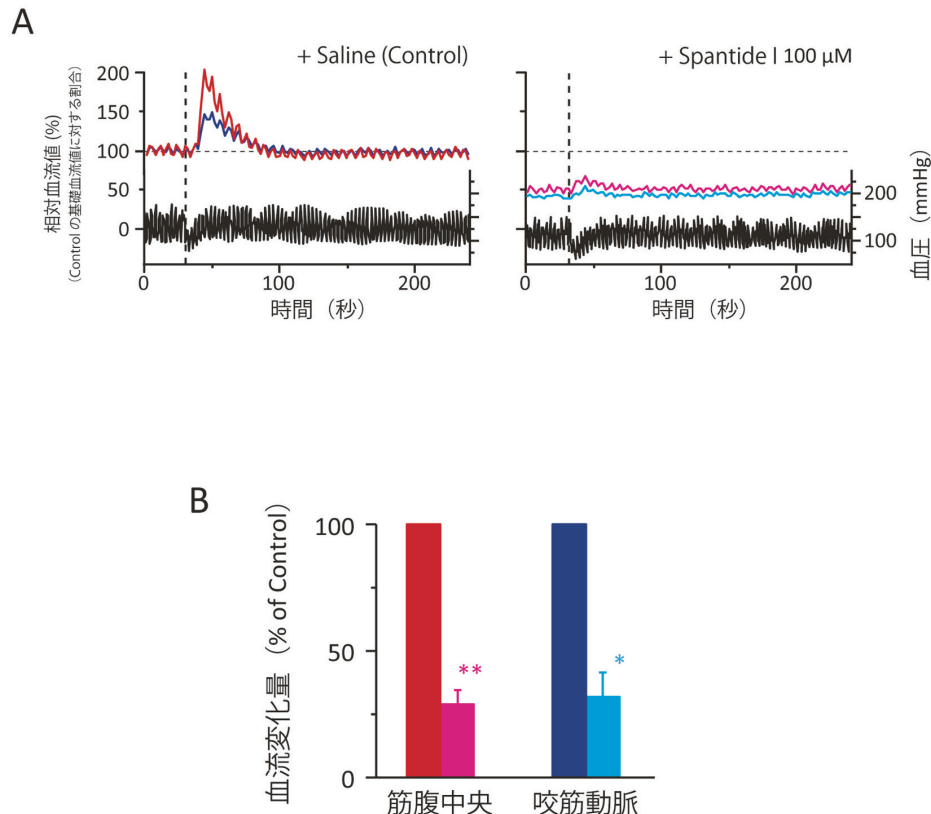 A
+ Saline (Control)
+ Spantide I 100 μM
相対血流値 (%)
(Control の基礎血流値に対する割合)
200
150
100
50
0
0
100
200
時間（秒）
0
100
200
時間（秒）
200
100
血圧（mmHg）
B
血流変化量（% of Control）
100
50
0
**
*
筋腹中央
咬筋動脈